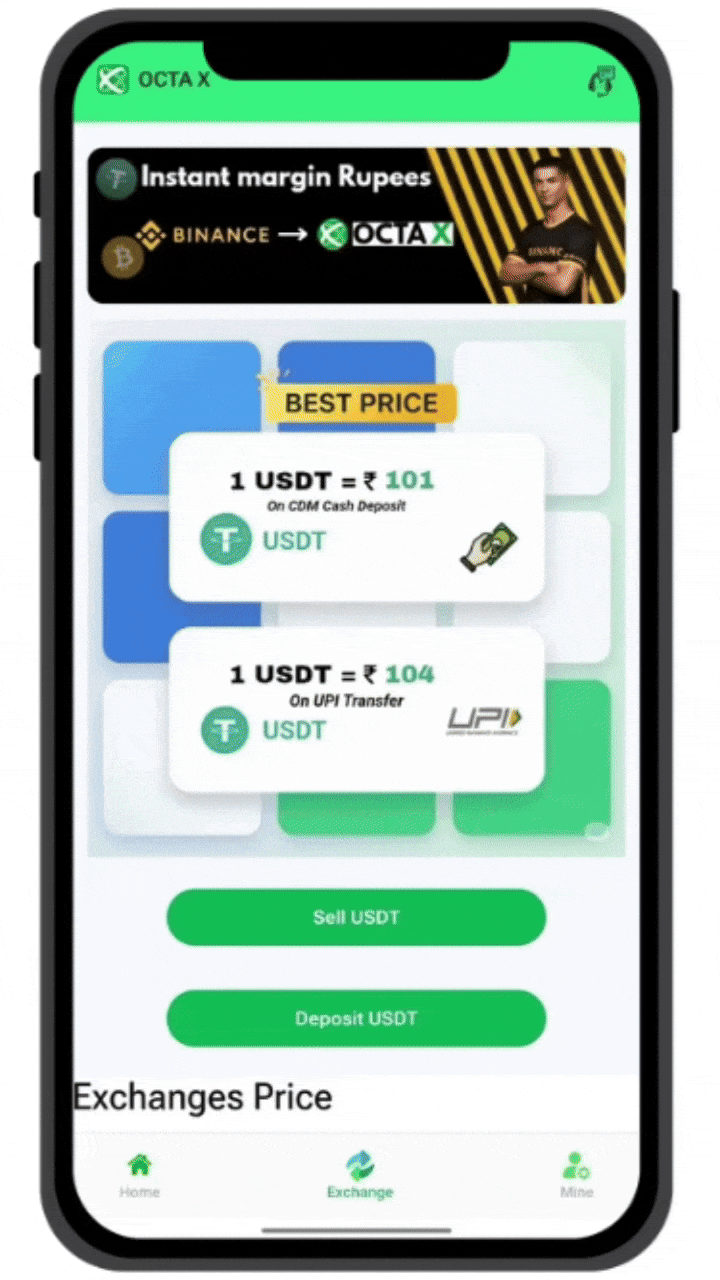 OCTA X
Instant margin Rupees
BINANCE → OCTA X
BEST PRICE
1 USDT = ₹ 101
On CDM Cash Deposit
USDT
1 USDT = ₹ 104
On UPI Transfer
USDT
UPI
Sell USDT
Deposit USDT
Exchanges Price
Home
Exchange
Mine